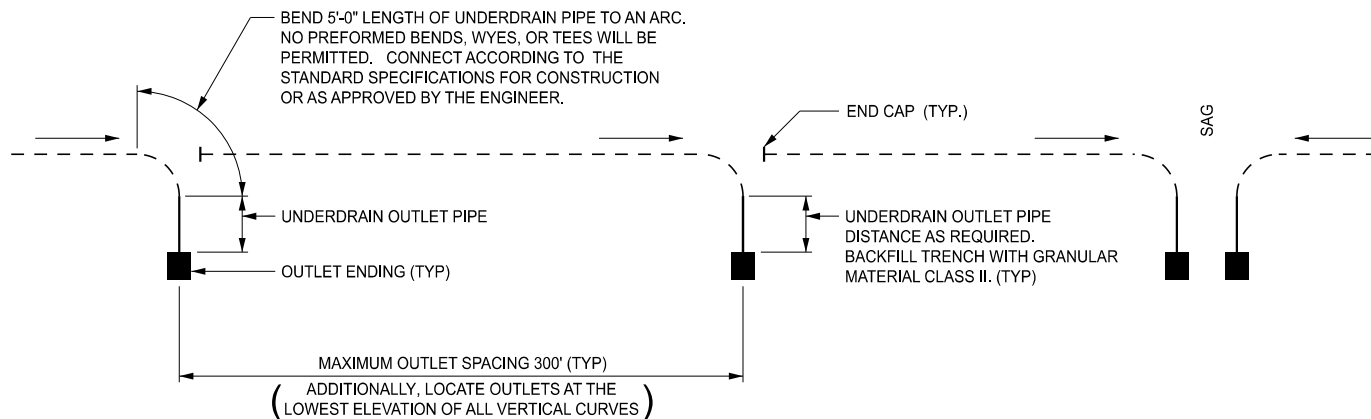 BEND 5'-0" LENGTH OF UNDERDRAIN PIPE TO AN ARC.
NO PREFORMED BENDS, WYES, OR TEES WILL BE
PERMITTED. CONNECT ACCORDING TO THE
STANDARD SPECIFICATIONS FOR CONSTRUCTION
OR AS APPROVED BY THE ENGINEER.
END CAP (TYP.)
SAG
UNDERDRAIN OUTLET PIPE
OUTLET ENDING (TYP)
UNDERDRAIN OUTLET PIPE
DISTANCE AS REQUIRED.
BACKFILL TRENCH WITH GRANULAR
MATERIAL CLASS II. (TYP)
MAXIMUM OUTLET SPACING 300' (TYP)
(ADDITIONALLY, LOCATE OUTLETS AT THE
LOWEST ELEVATION OF ALL VERTICAL CURVES)